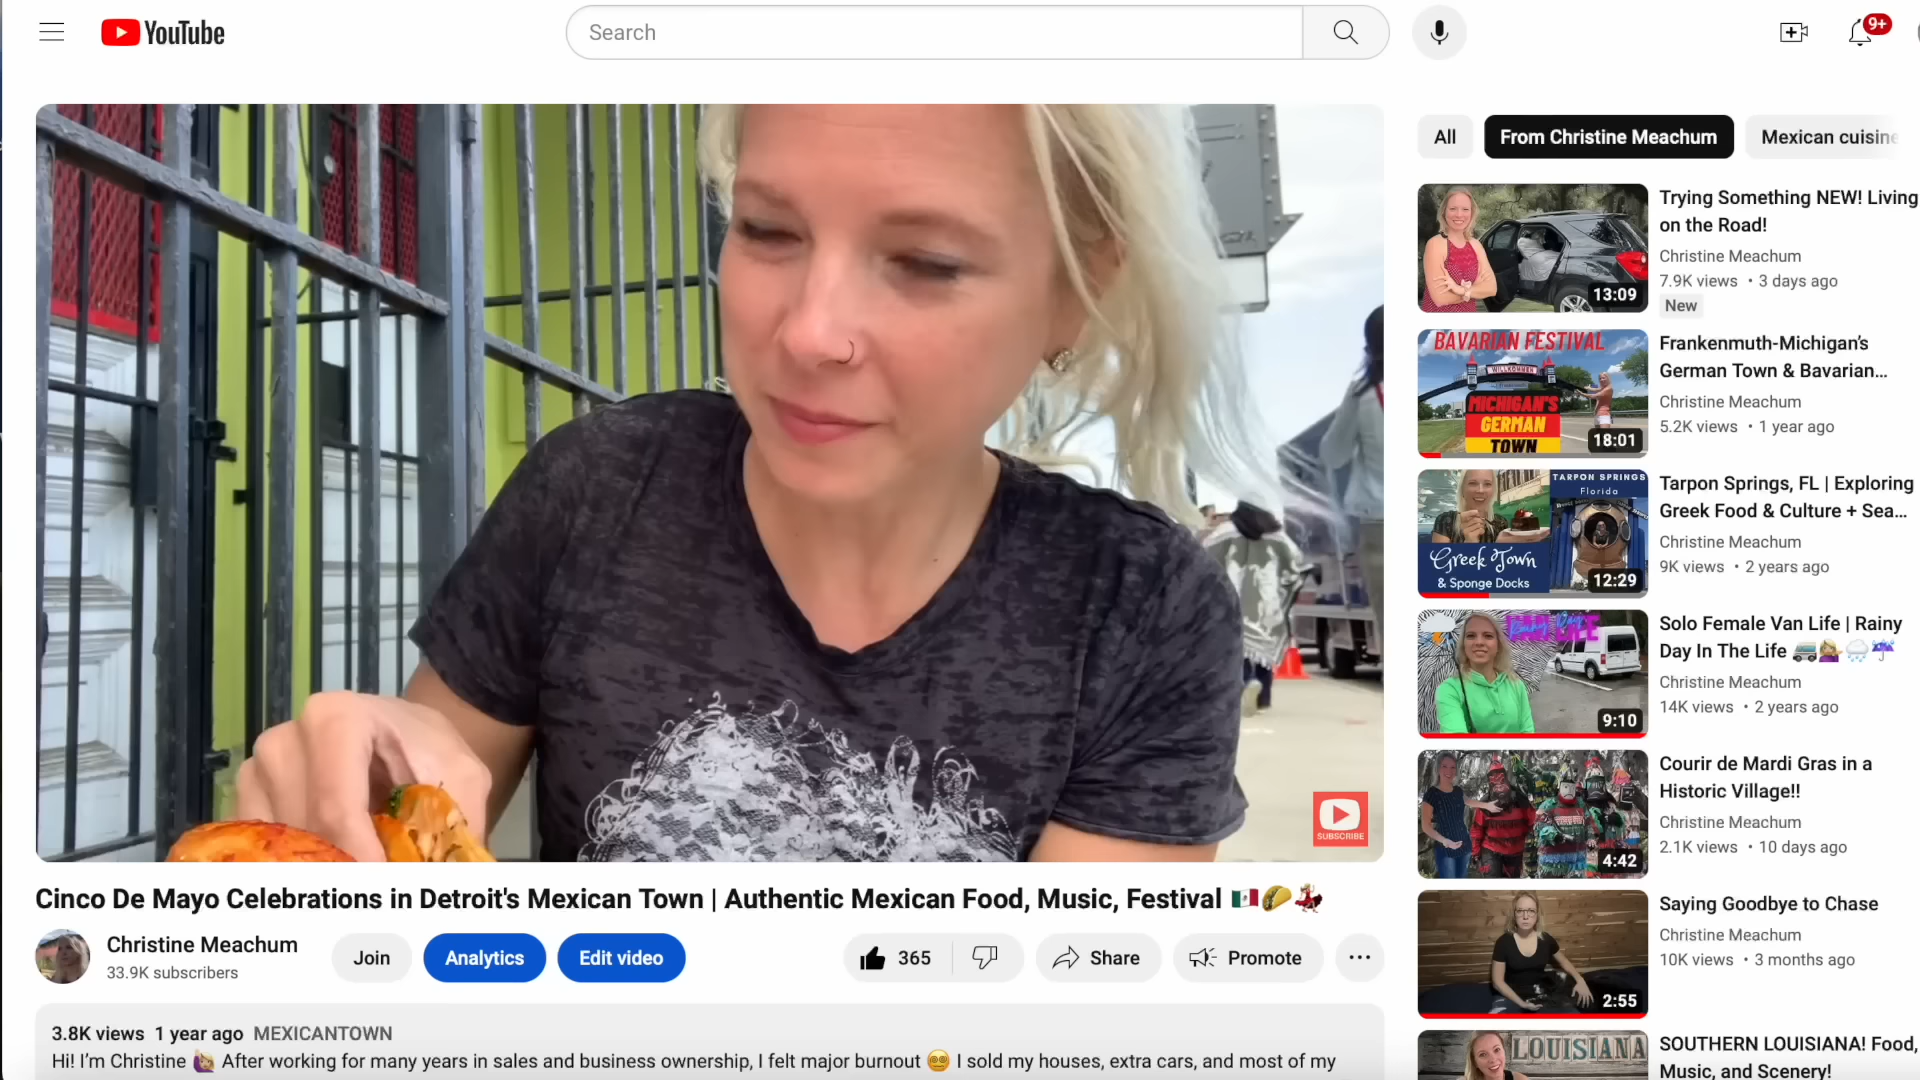 YouTube
Search
9+
SUBSCRIBE
Cinco De Mayo Celebrations in Detroit's Mexican Town | Authentic Mexican Food, Music, Festival 🇲🇽🌮💃
Christine Meachum
33.9K subscribers
Join
Analytics
Edit video
365
Share
Promote
3.8K views 1 year ago MEXICANTOWN
Hi! I'm Christine 🙋🏼‍♀️ After working for many years in sales and business ownership, I felt major burnout 😵‍💫 I sold my houses, extra cars, and most of my
All
From Christine Meachum
Mexican cuisine
13:09
Trying Something NEW! Living
on the Road!
Christine Meachum
7.9K views • 3 days ago
New
BAVARIAN FESTIVAL
WILLKOMMEN
MICHIGAN'S
GERMAN
TOWN
18:01
Frankenmuth-Michigan's
German Town & Bavarian...
Christine Meachum
5.2K views • 1 year ago
TARPON SPRINGS
Florida
Greek Town
& Sponge Docks
12:29
Tarpon Springs, FL | Exploring
Greek Food & Culture + Sea...
Christine Meachum
9K views • 2 years ago
Rainy Day
VAN LIFE
9:10
Solo Female Van Life | Rainy
Day In The Life 🚐💁🏼‍♀️🌧️☔
Christine Meachum
14K views • 2 years ago
4:42
Courir de Mardi Gras in a
Historic Village!!
Christine Meachum
2.1K views • 10 days ago
2:55
Saying Goodbye to Chase
Christine Meachum
10K views • 3 months ago
LOUISIANA
SOUTHERN LOUISIANA! Food,
Music, and Scenery!